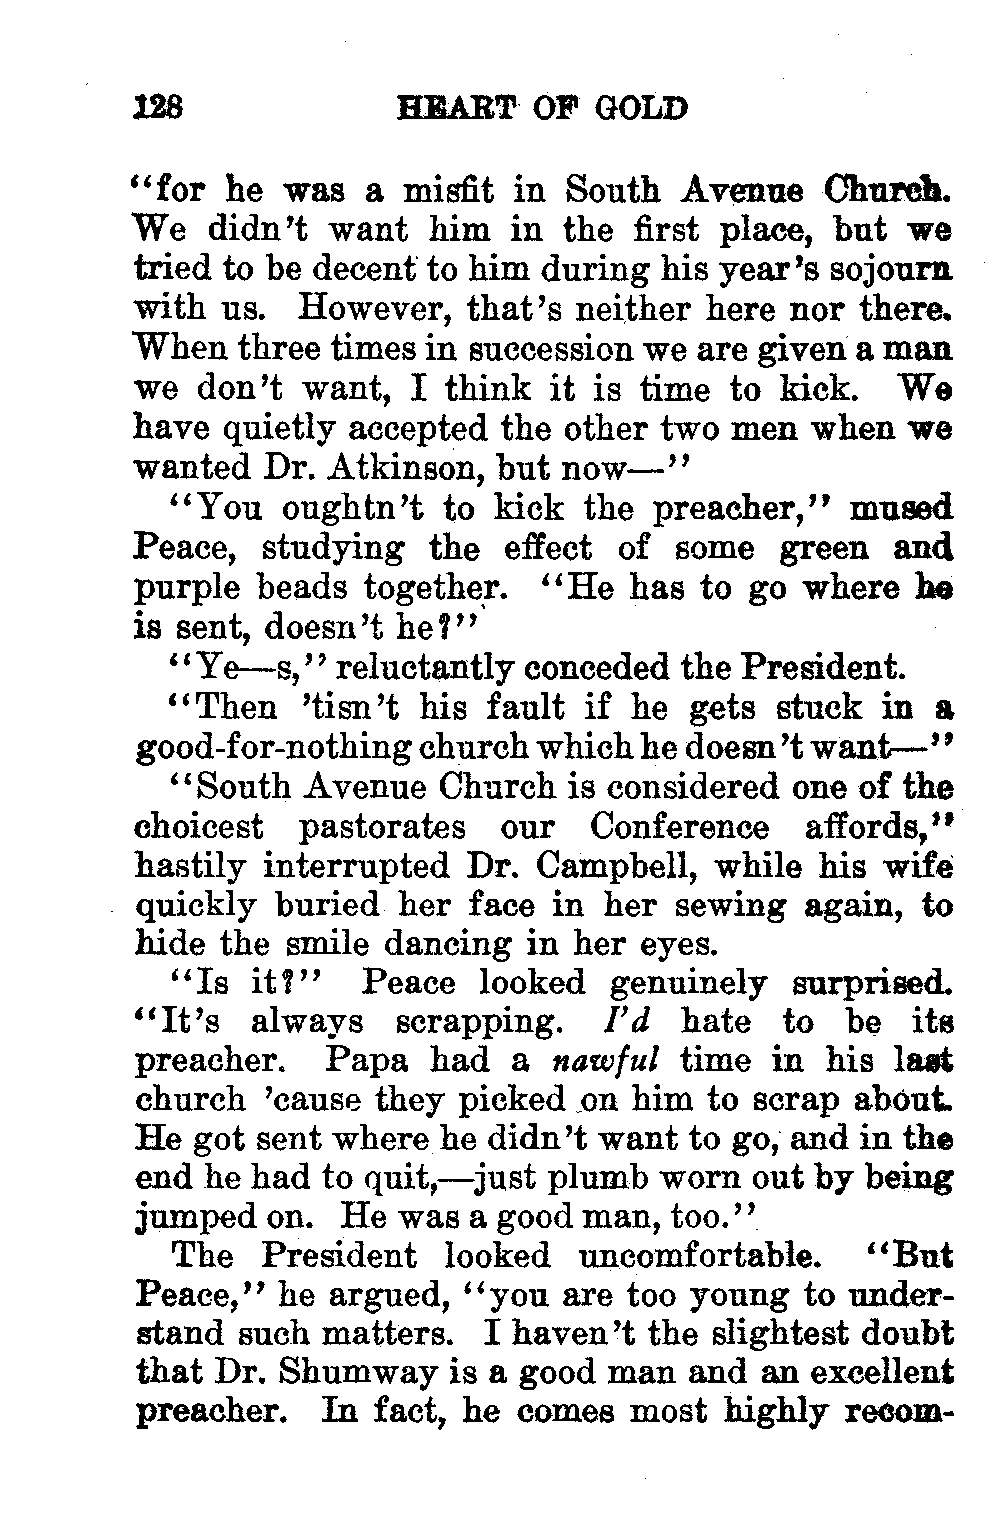 128 HEART OF GOLD
“for he was a misfit in South Avenue Church.
We didn't want him in the first place, but we
tried to be decent to him during his year's sojourn
with us. However, that's neither here nor there.
When three times in succession we are given a man
we don't want, I think it is time to kick. We
have quietly accepted the other two men when we
wanted Dr. Atkinson, but now—”
“You oughtn't to kick the preacher,” mused
Peace, studying the effect of some green and
purple beads together. “He has to go where he
is sent, doesn't he?”
“Ye—s,” reluctantly conceded the President.
“Then 'tisn't his fault if he gets stuck in a
good-for-nothing church which he doesn't want—”
“South Avenue Church is considered one of the
choicest pastorates our Conference affords,”
hastily interrupted Dr. Campbell, while his wife
quickly buried her face in her sewing again, to
hide the smile dancing in her eyes.
“Is it?” Peace looked genuinely surprised.
“It's always scrapping. I'd hate to be its
preacher. Papa had a nawful time in his last
church 'cause they picked on him to scrap about.
He got sent where he didn't want to go, and in the
end he had to quit,—just plumb worn out by being
jumped on. He was a good man, too.”
The President looked uncomfortable. “But
Peace,” he argued, “you are too young to under-
stand such matters. I haven't the slightest doubt
that Dr. Shumway is a good man and an excellent
preacher. In fact, he comes most highly recom-